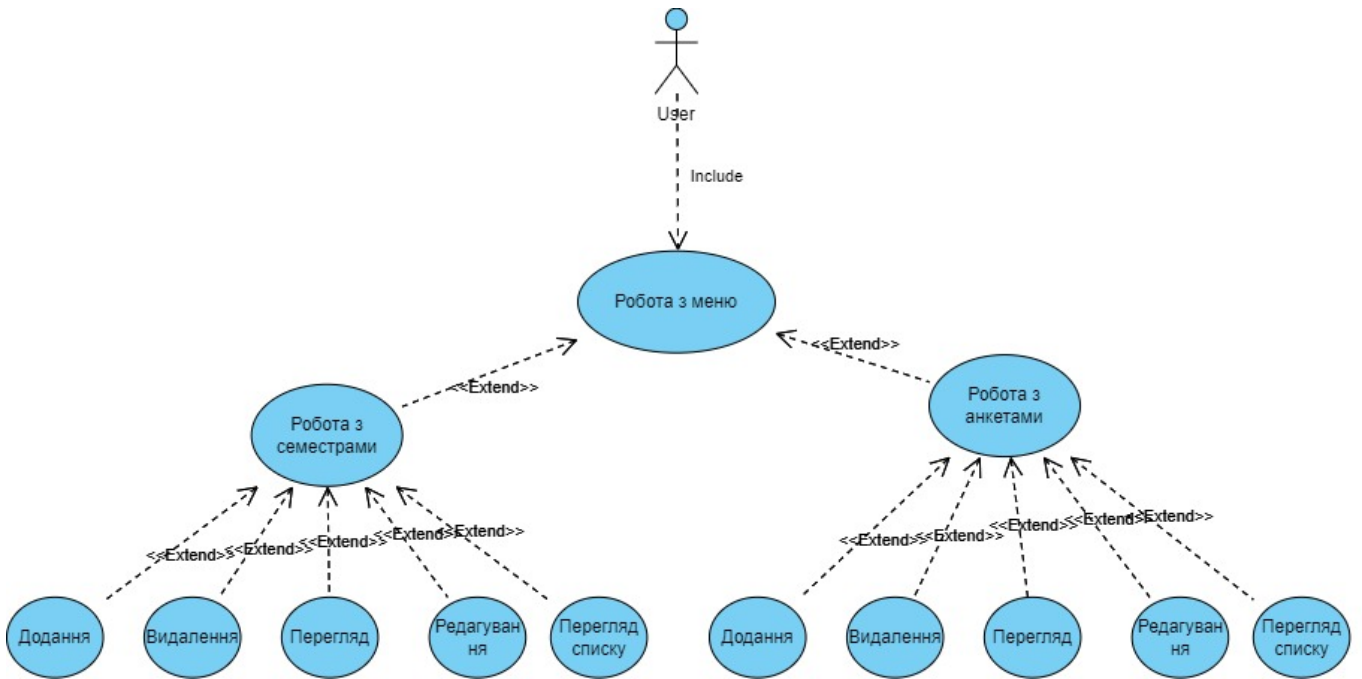 User
Include
Робота з меню
<<Extend>>
<<Extend>>
Робота з
анкетами
Робота з
семестрами
<<Extend>>
<<Extend>>
<<Extend>>
<<Extend>>
<<Extend>>
<<Extend>>
<<Extend>>
<<Extend>>
<<Extend>>
<<Extend>>
Додання
Видалення
Перегляд
Редагуван
ня
Перегляд
списку
Додання
Видалення
Перегляд
Редагуван
ня
Перегляд
списку